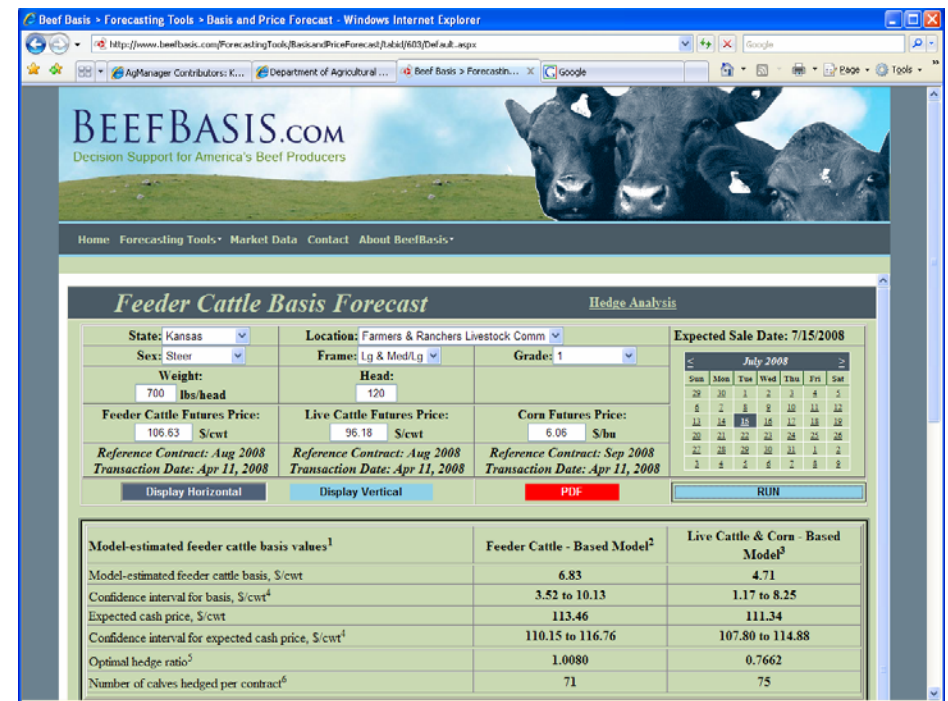 Beef Basis > Forecasting Tools > Basis and Price Forecast - Windows Internet Explorer
http://www.beefbasis.com/ForecastingTools/BasisandPriceForecast/tabid/603/Default.aspx
Google
AgManager Contributors: K... Department of Agricultural ... Beef Basis > Forecastin... X Google Page Tools
BEEFBASIS.COM
Decision Support for America's Beef Producers
Home Forecasting Tools Market Data Contact About BeefBasis
Feeder Cattle Basis Forecast Hedge Analysis
State: Kansas Location: Farmers & Ranchers Livestock Comm Expected Sale Date: 7/15/2008
Sex: Steer Frame: Lg & Med/Lg Grade: 1
≤ July 2008 ≥
Sun Mon Tue Wed Thu Fri Sat
29 30 1 2 3 4 5
6 7 8 9 10 11 12
13 14 15 16 17 18 19
20 21 22 23 24 25 26
27 28 29 30 31 1 2
3 4 5 6 7 8 9
Weight: Head:
700 lbs/head 120
Feeder Cattle Futures Price: Live Cattle Futures Price: Corn Futures Price:
106.63 $/cwt 96.18 $/cwt 6.06 $/bu
Reference Contract: Aug 2008 Reference Contract: Aug 2008 Reference Contract: Sep 2008
Transaction Date: Apr 11, 2008 Transaction Date: Apr 11, 2008 Transaction Date: Apr 11, 2008
Display Horizontal Display Vertical PDF RUN
Model-estimated feeder cattle basis values1 Feeder Cattle - Based Model2 Live Cattle & Corn - Based
Model3
Model-estimated feeder cattle basis, $/cwt 6.83 4.71
Confidence interval for basis, $/cwt4 3.52 to 10.13 1.17 to 8.25
Expected cash price, $/cwt 113.46 111.34
Confidence interval for expected cash price, $/cwt4 110.15 to 116.76 107.80 to 114.88
Optimal hedge ratio5 1.0080 0.7662
Number of calves hedged per contract6 71 75